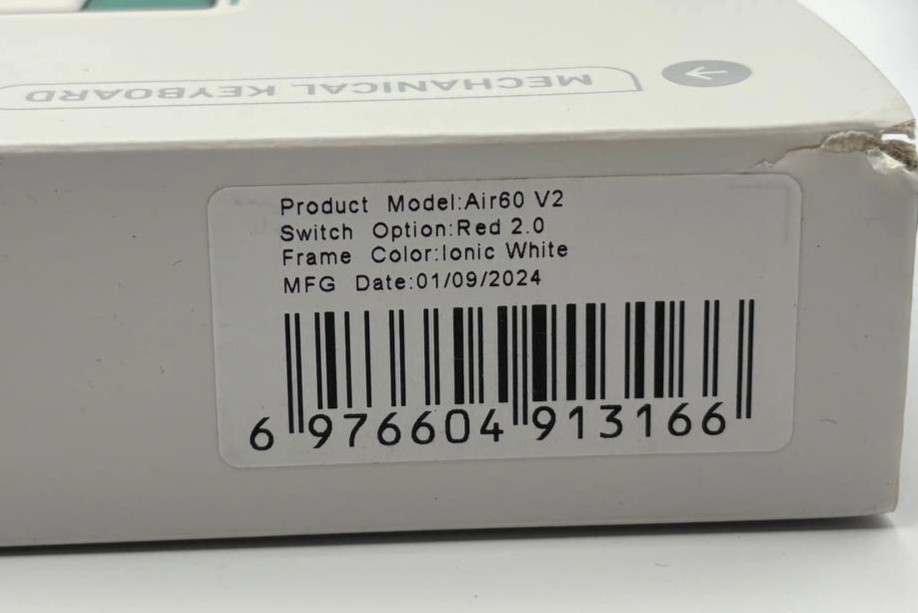 MECHANICAL KEYBOARD
Product Model:Air60 V2
Switch Option:Red 2.0
Frame Color:Ionic White
MFG Date:01/09/2024
6 976604 913166